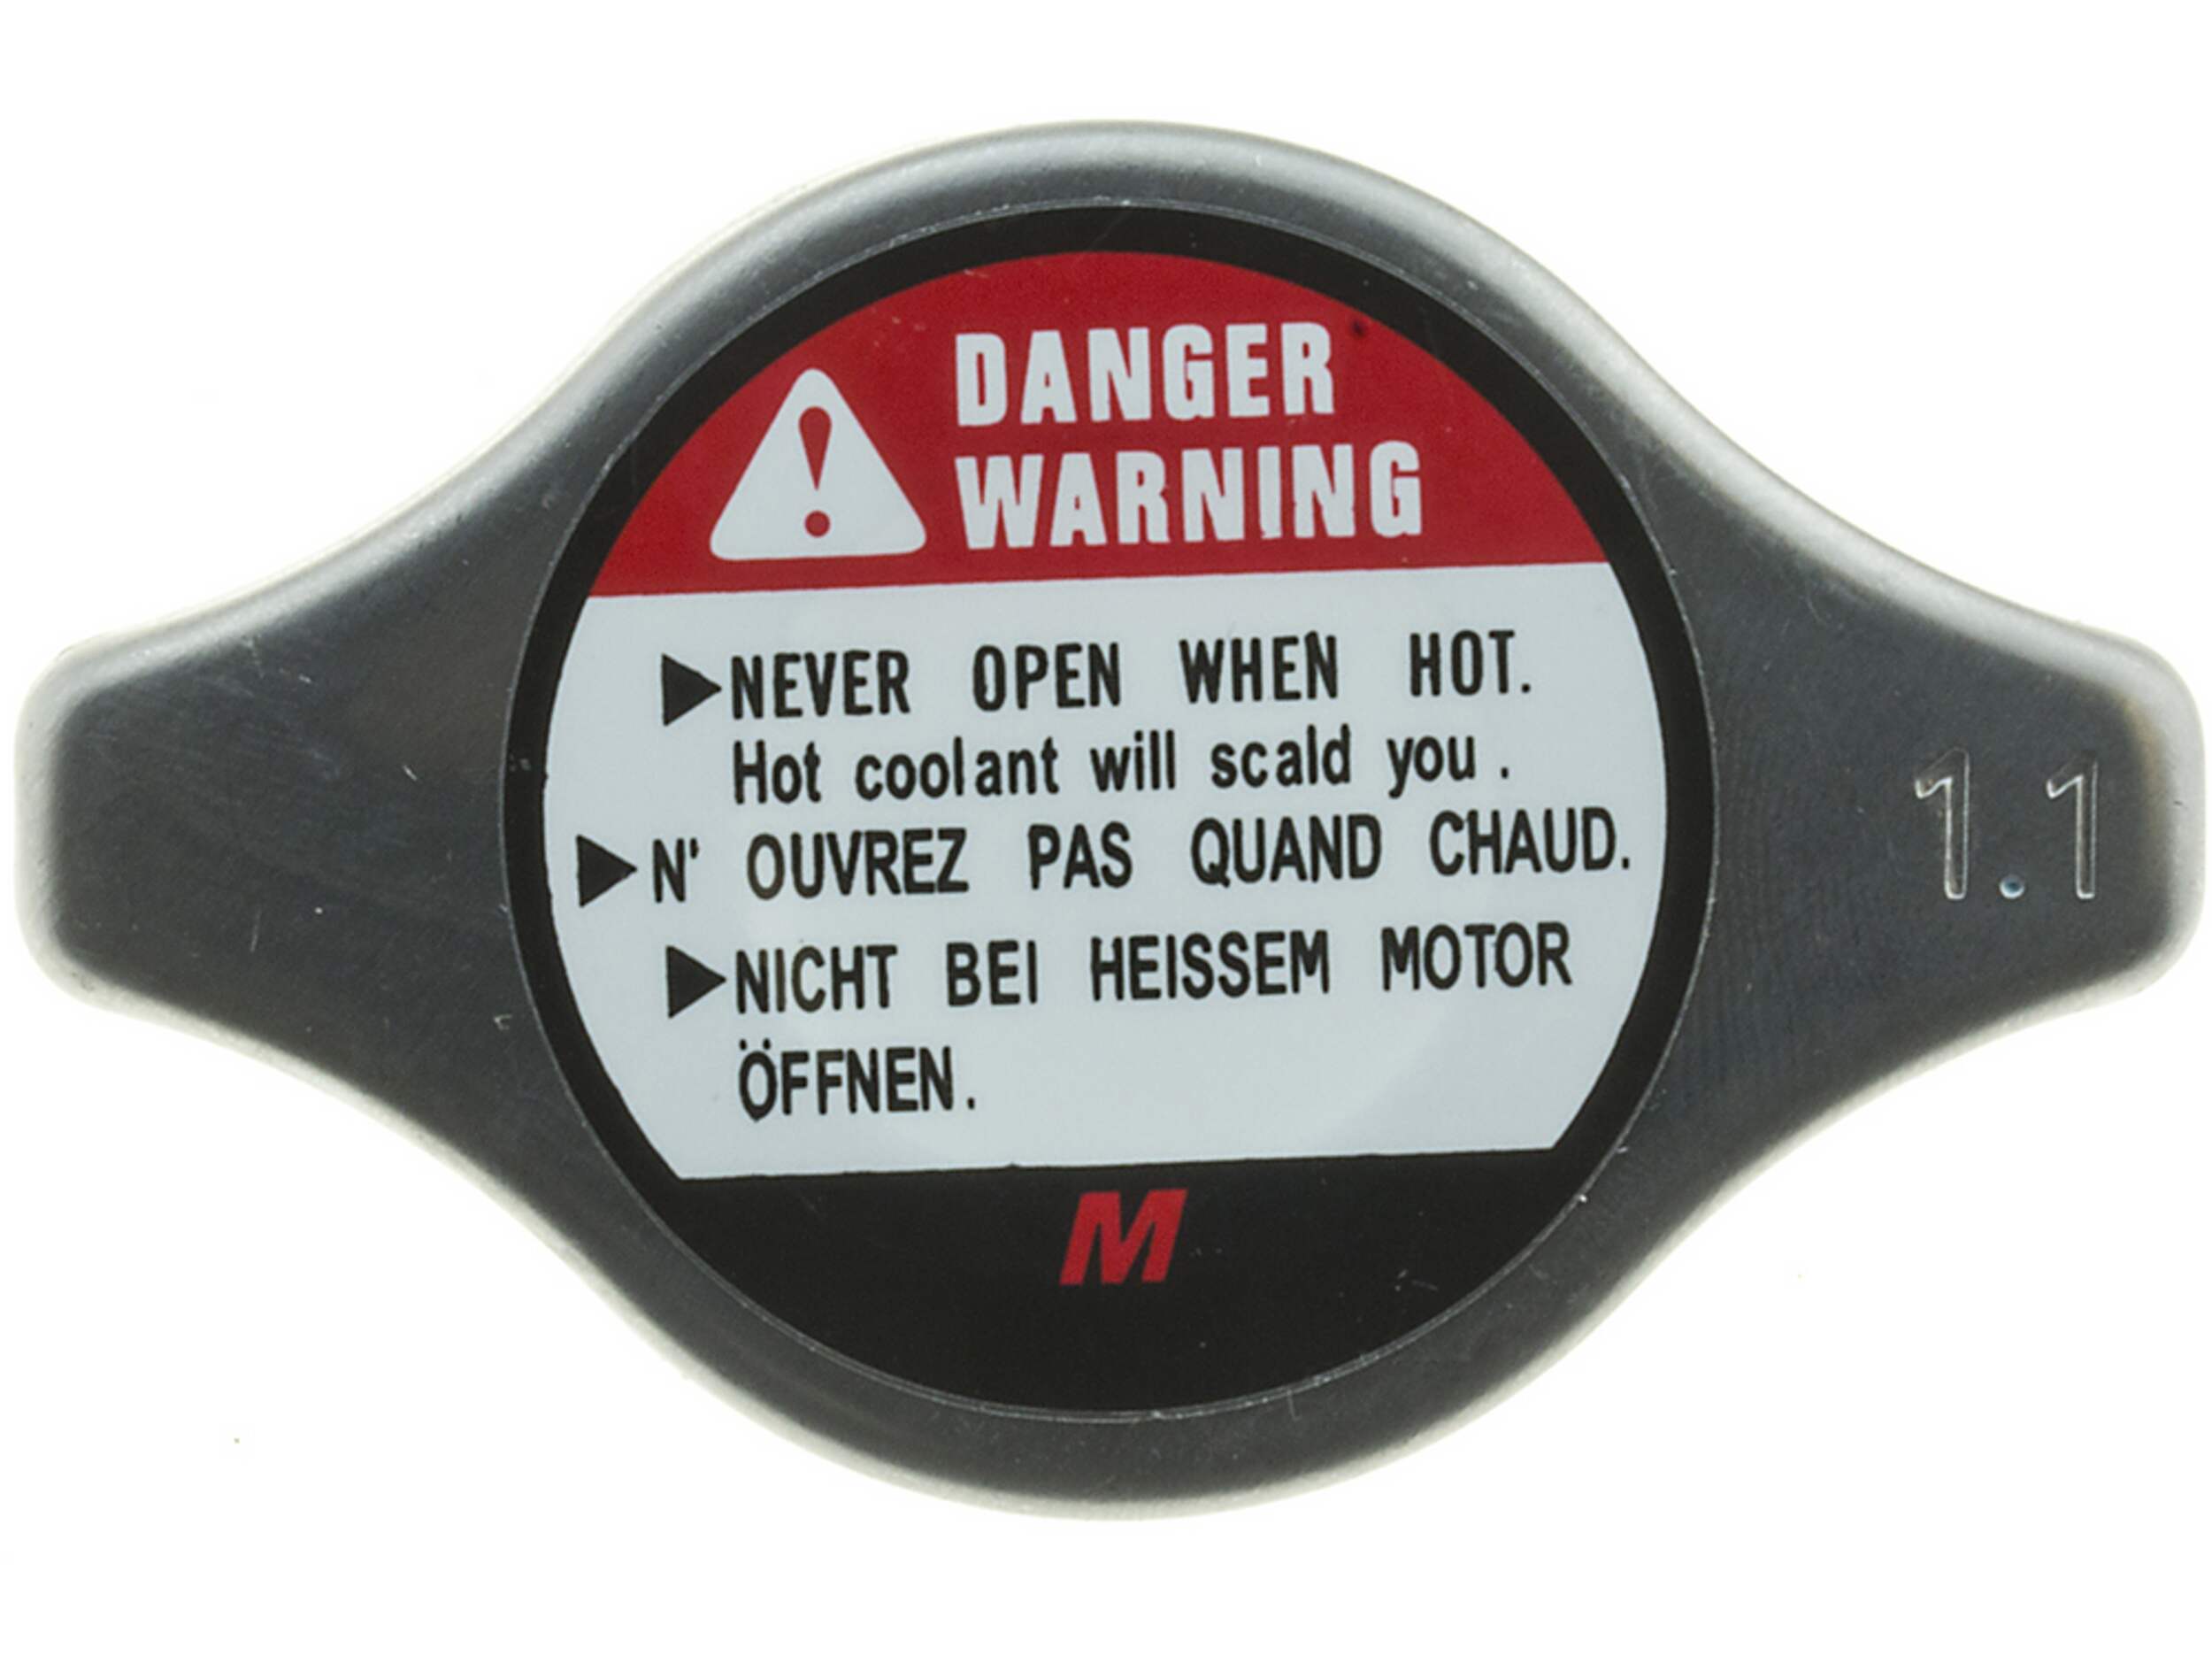 DANGER
WARNING
▶NEVER OPEN WHEN HOT.
Hot coolant will scald you .
▶N' OUVREZ PAS QUAND CHAUD.
▶NICHT BEI HEISSEM MOTOR
ÖFFNEN.
M
1.1